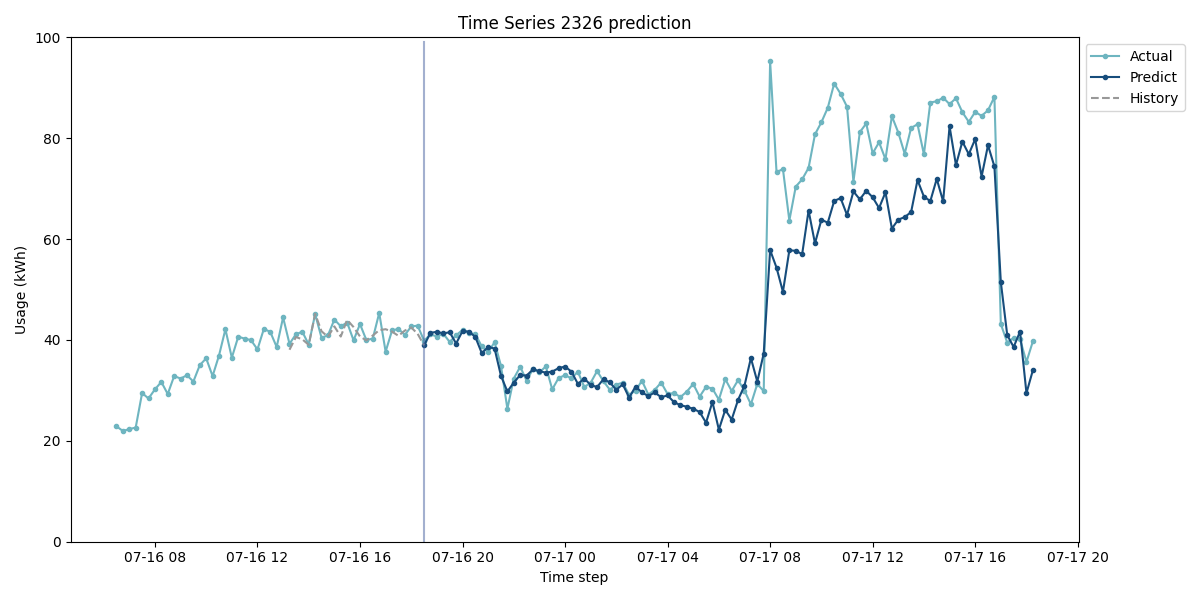 Time Series 2326 prediction
100
80
60
40
20
0
Usage (kWh)
07-16 08
07-16 12
07-16 16
07-16 20
07-17 00
07-17 04
07-17 08
07-17 12
07-17 16
07-17 20
Time step
Actual
Predict
History